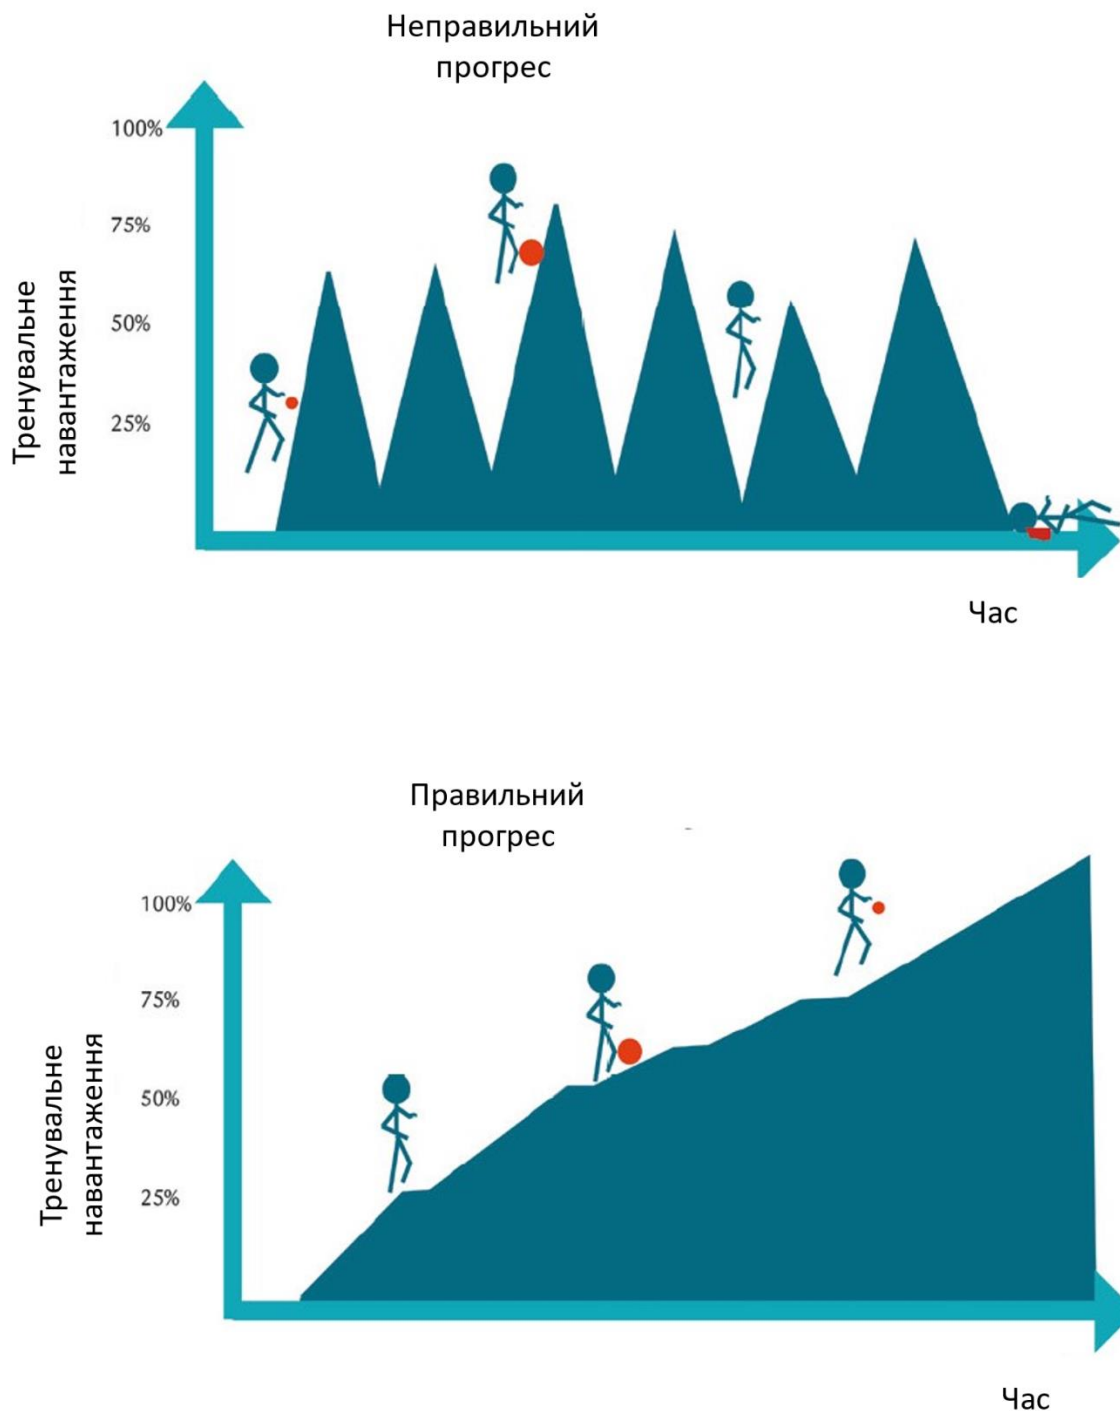 Неправильний
прогрес
100%
75%
50%
25%
Тренувальне
навантаження
Час
Правильний
прогрес
100%
75%
50%
25%
Тренувальне
навантаження
Час